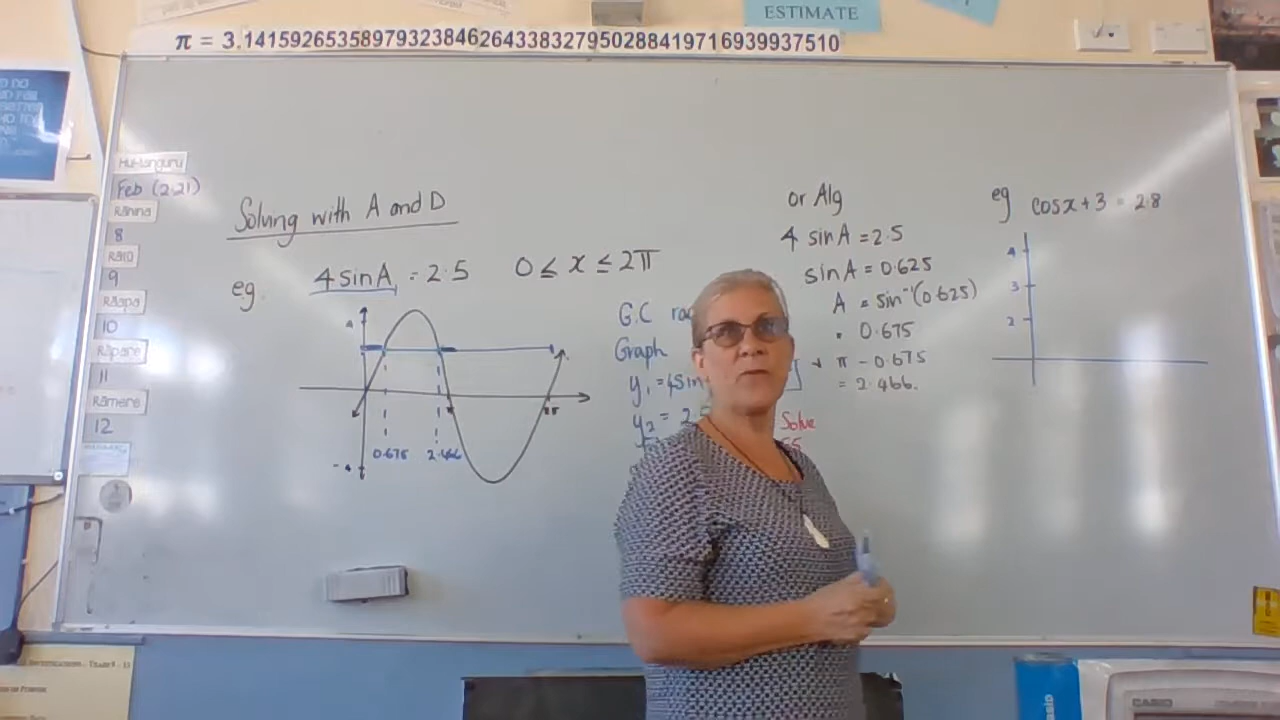 ESTIMATE
π = 3.14159265358979323846264338327950288419716939937510
Hui-tanguru
Feb (2.21)
Rāhina
8
9
Rāapa
10
Rāpare
11
Rāmere
12
Solving with A and D
eg. 4 sin A = 2.5 0 ≤ x ≤ 2π
4
-4
π
2π
0.675 2.466
G.C
Graph
y₁ = 4Sin
y₂ = 2.5
Solve
or Alg
4 sin A = 2.5
sin A = 0.625
A = sin⁻¹(0.625)
= 0.675
π - 0.675
= 2.466.
eg cos x + 3 = 2.8
4
3
2
CASIO